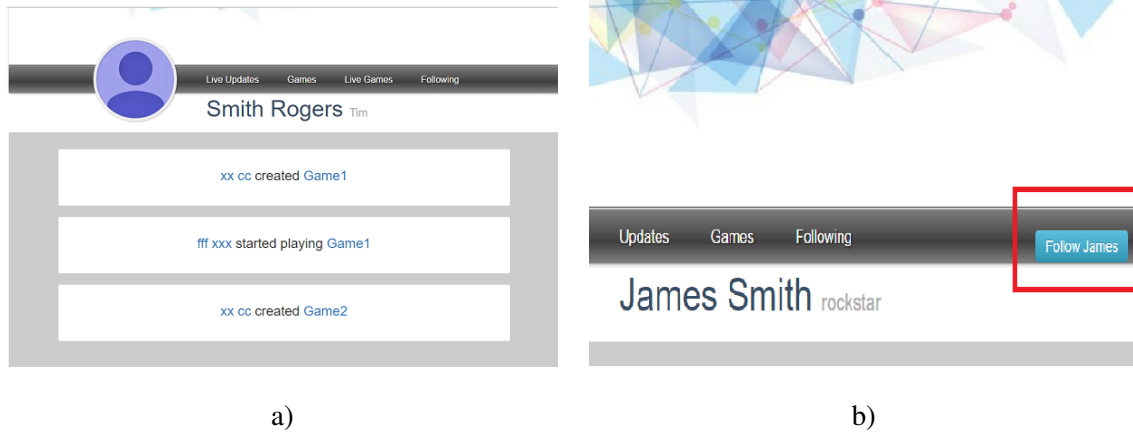 Live Updates Games Live Games Following
Smith Rogers Tim
xx cc created Game1
fff xxx started playing Game1
xx cc created Game2
a)
Updates Games Following
Follow James
James Smith rockstar
b)